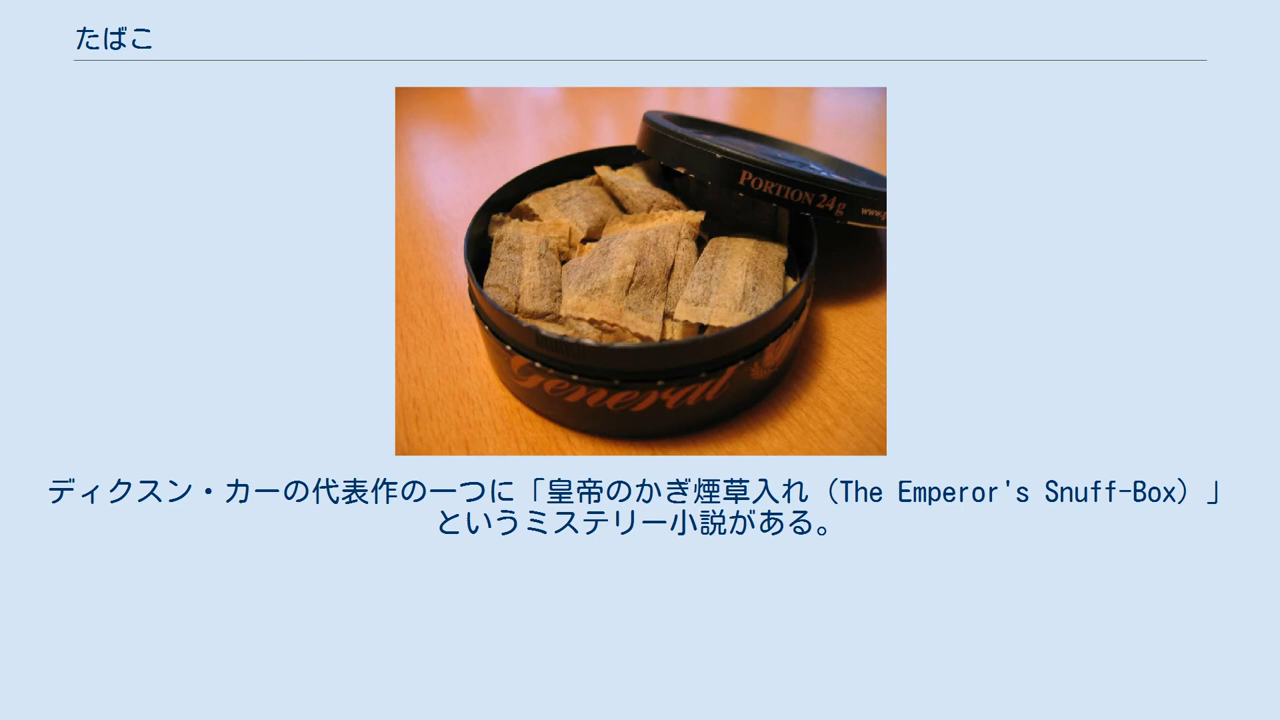 たばこ
PORTION 24g
General
ディクスン・カーの代表作の一つに「皇帝のかぎ煙草入れ（The Emperor's Snuff-Box）」
というミステリー小説がある。